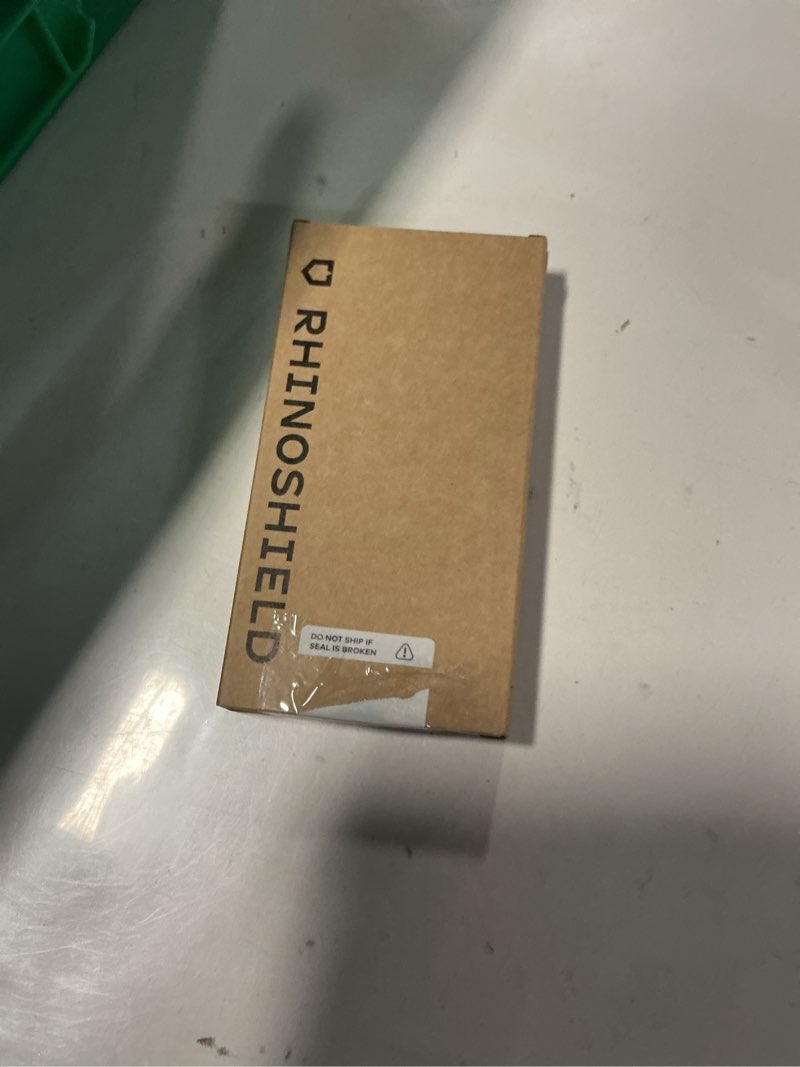 RHINOSHIELD
DO NOT SHIP IF
SEAL IS BROKEN